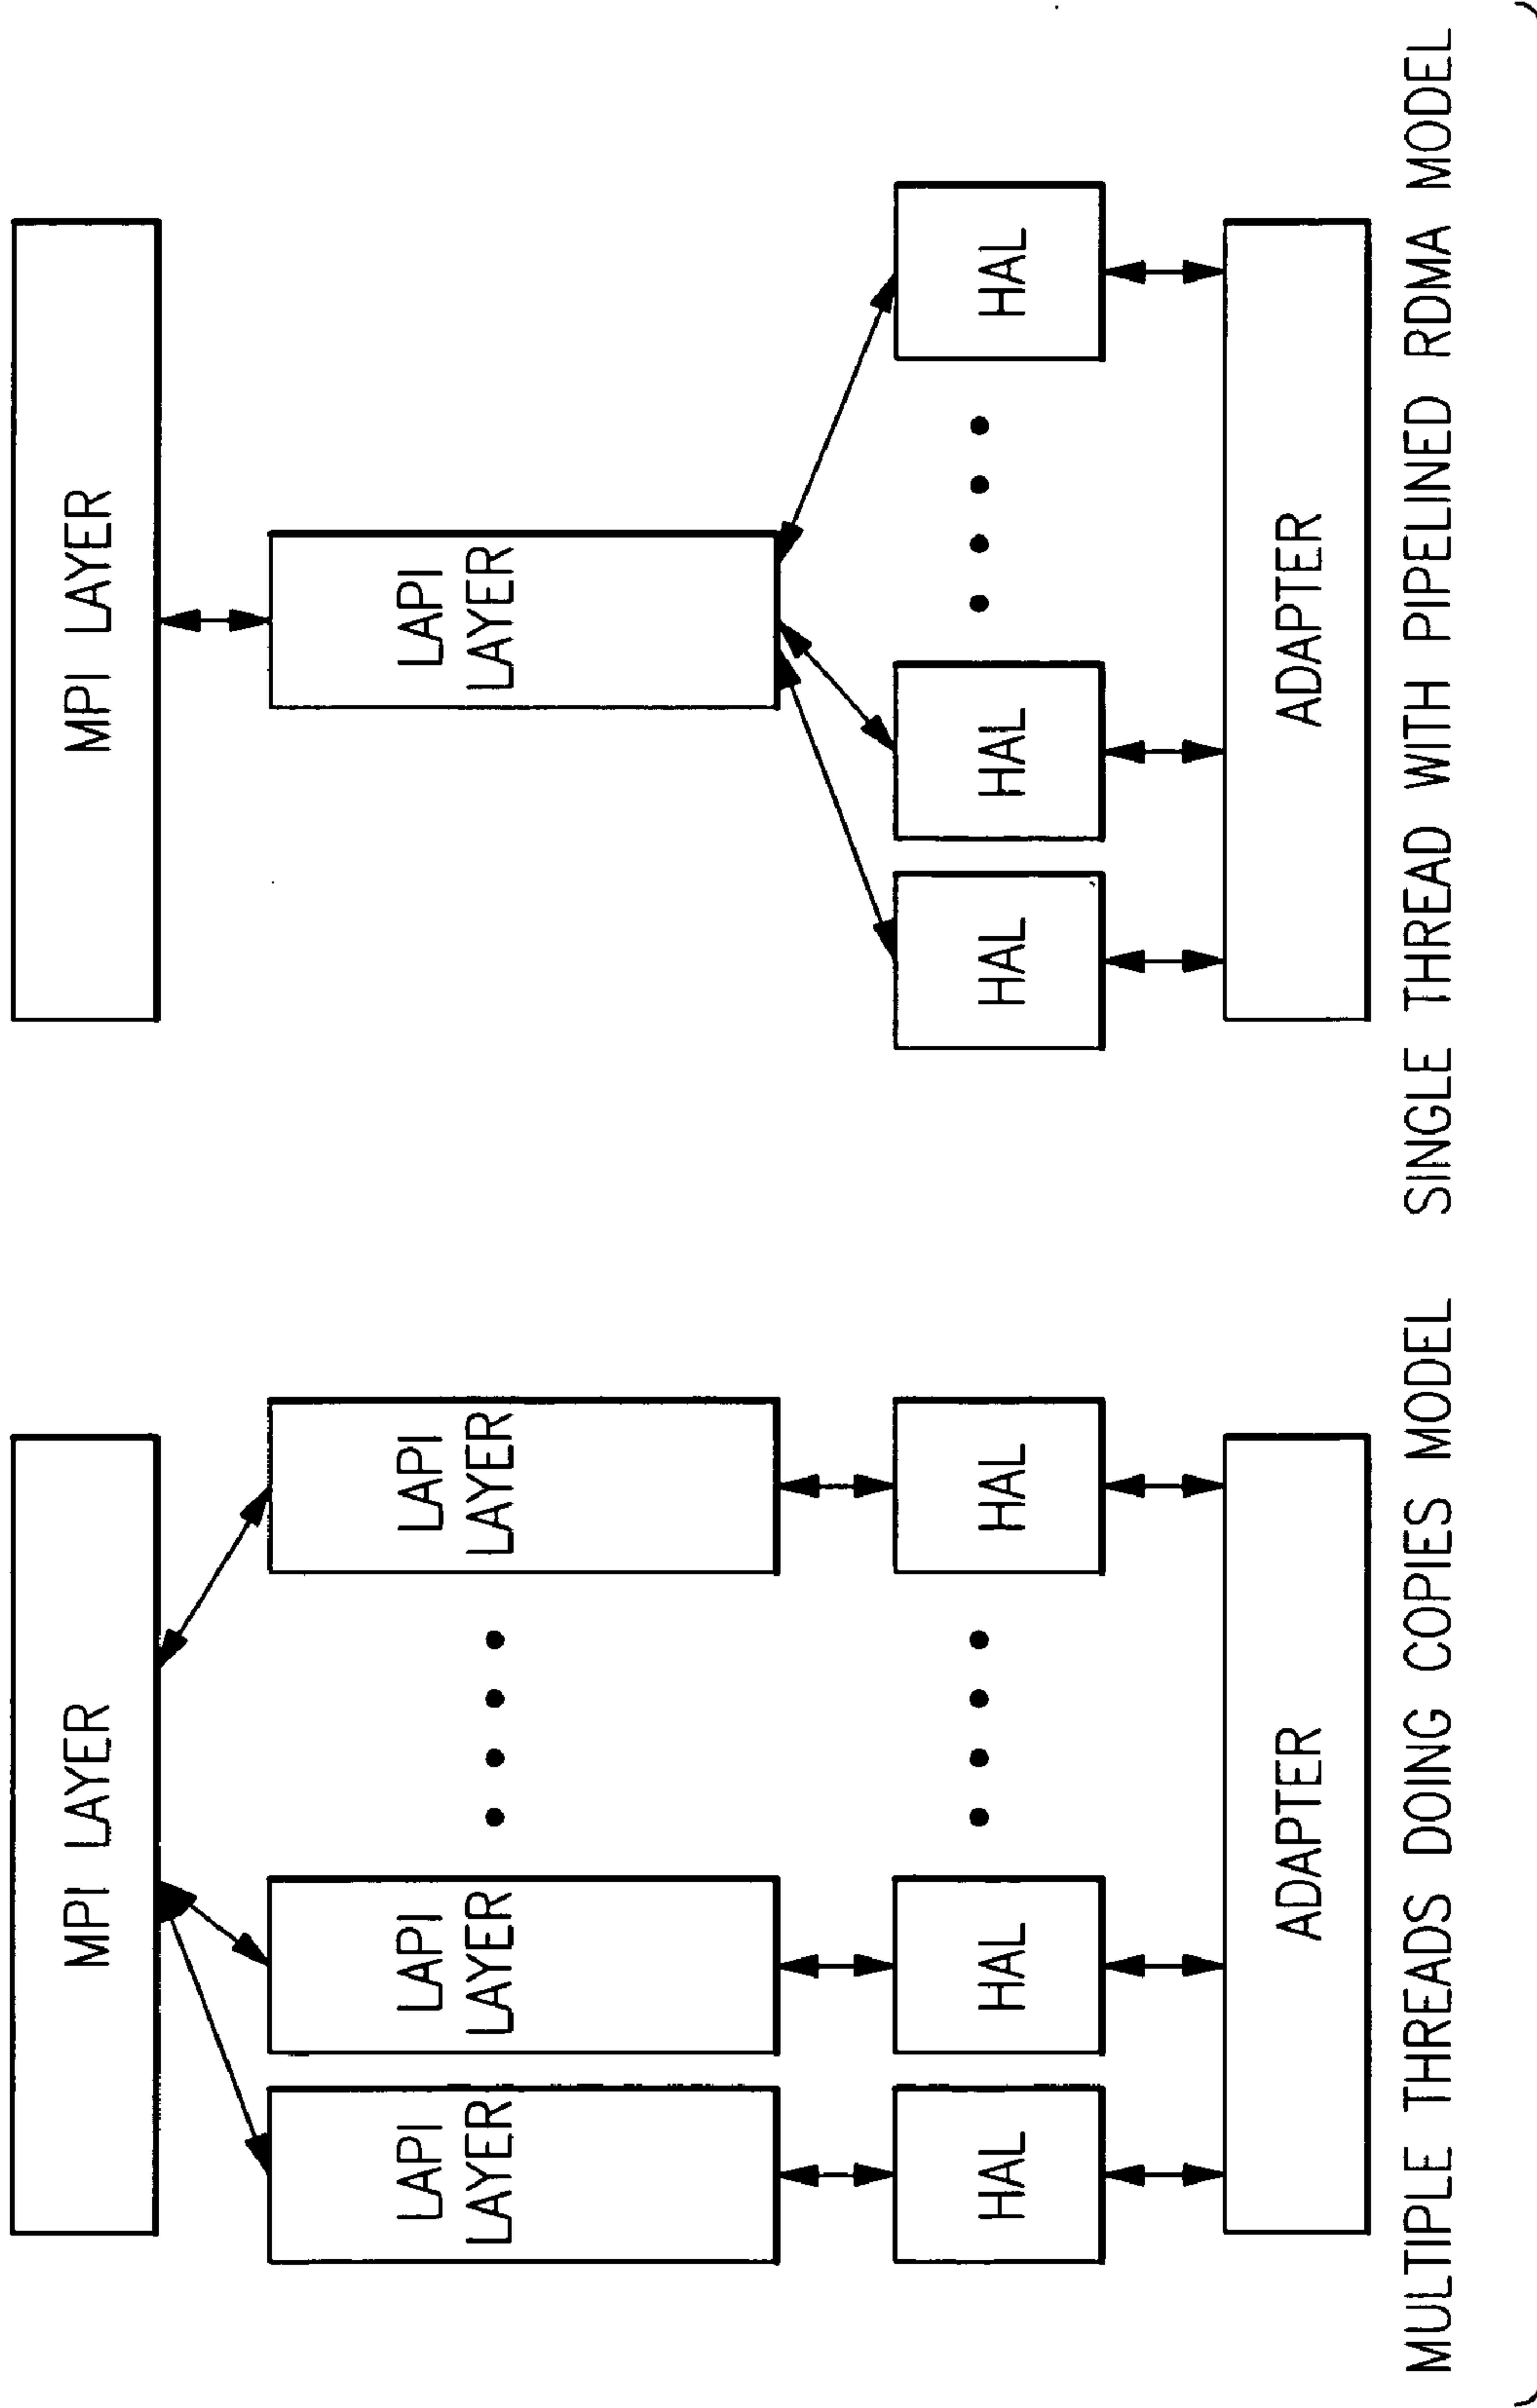 MPI LAYER
LAPI
LAYER
LAPI
LAYER
LAPI
LAYER
HAL
HAL
HAL
ADAPTER
MULTIPLE THREADS DOING COPIES MODEL
MPI LAYER
LAPI
LAYER
HAL
HAL
HAL
ADAPTER
SINGLE THREAD WITH PIPELINED RDMA MODEL